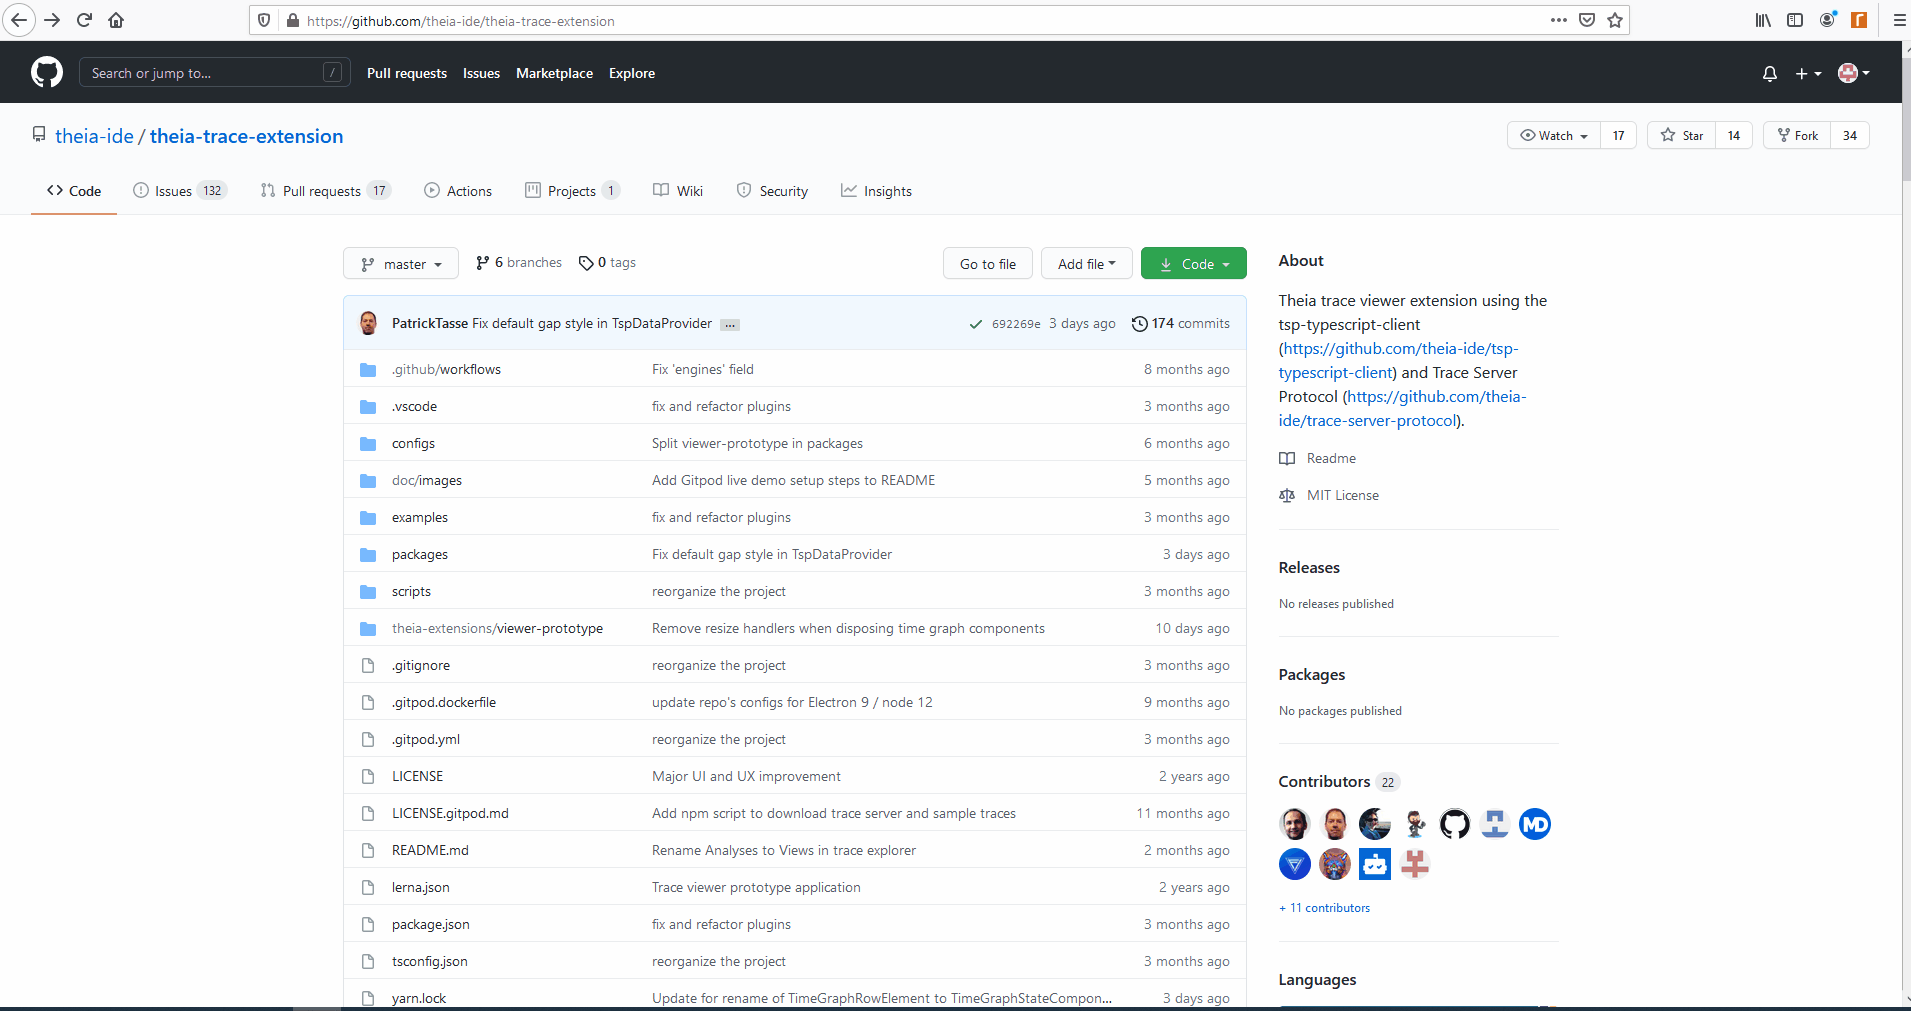 https://github.com/theia-ide/theia-trace-extension
Search or jump to... /
Pull requests Issues Marketplace Explore
theia-ide / theia-trace-extension
Watch 17 Star 14 Fork 34
Code Issues 132 Pull requests 17 Actions Projects 1 Wiki Security Insights
master 6 branches 0 tags Go to file Add file Code
PatrickTasse Fix default gap style in TspDataProvider ... 692269e 3 days ago 174 commits
.github/workflows Fix 'engines' field 8 months ago
.vscode fix and refactor plugins 3 months ago
configs Split viewer-prototype in packages 6 months ago
doc/images Add Gitpod live demo setup steps to README 5 months ago
examples fix and refactor plugins 3 months ago
packages Fix default gap style in TspDataProvider 3 days ago
scripts reorganize the project 3 months ago
theia-extensions/viewer-prototype Remove resize handlers when disposing time graph components 10 days ago
.gitignore reorganize the project 3 months ago
.gitpod.dockerfile update repo's configs for Electron 9 / node 12 9 months ago
.gitpod.yml reorganize the project 3 months ago
LICENSE Major UI and UX improvement 2 years ago
LICENSE.gitpod.md Add npm script to download trace server and sample traces 11 months ago
README.md Rename Analyses to Views in trace explorer 2 months ago
lerna.json Trace viewer prototype application 2 years ago
package.json fix and refactor plugins 3 months ago
tsconfig.json reorganize the project 3 months ago
yarn.lock Update for rename of TimeGraphRowElement to TimeGraphStateCompon... 3 days ago
About
Theia trace viewer extension using the
tsp-typescript-client
(https://github.com/theia-ide/tsp-
typescript-client) and Trace Server
Protocol (https://github.com/theia-
ide/trace-server-protocol).
Readme
MIT License
Releases
No releases published
Packages
No packages published
Contributors 22
MD
+ 11 contributors
Languages